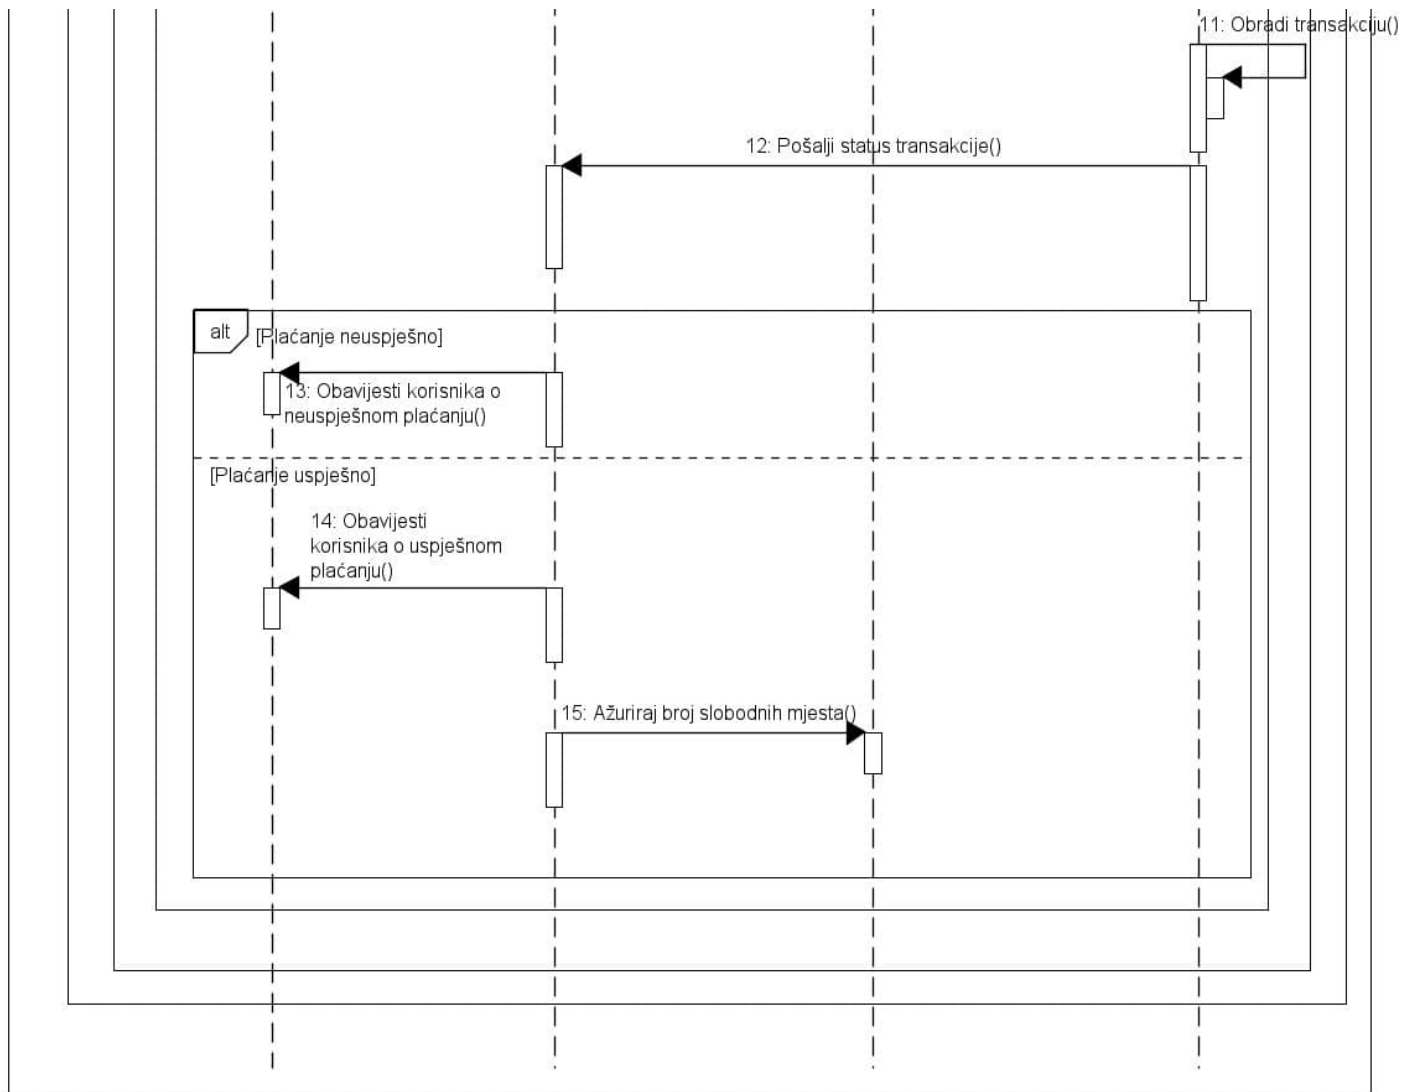 11: Obradi transakciju()
12: Pošalji status transakcije()
alt
[Plaćanje neuspješno]
13: Obavijesti korisnika o
neuspješnom plaćanju()
[Plaćanje uspješno]
14: Obavijesti
korisnika o uspješnom
plaćanju()
15: Ažuriraj broj slobodnih mjesta()